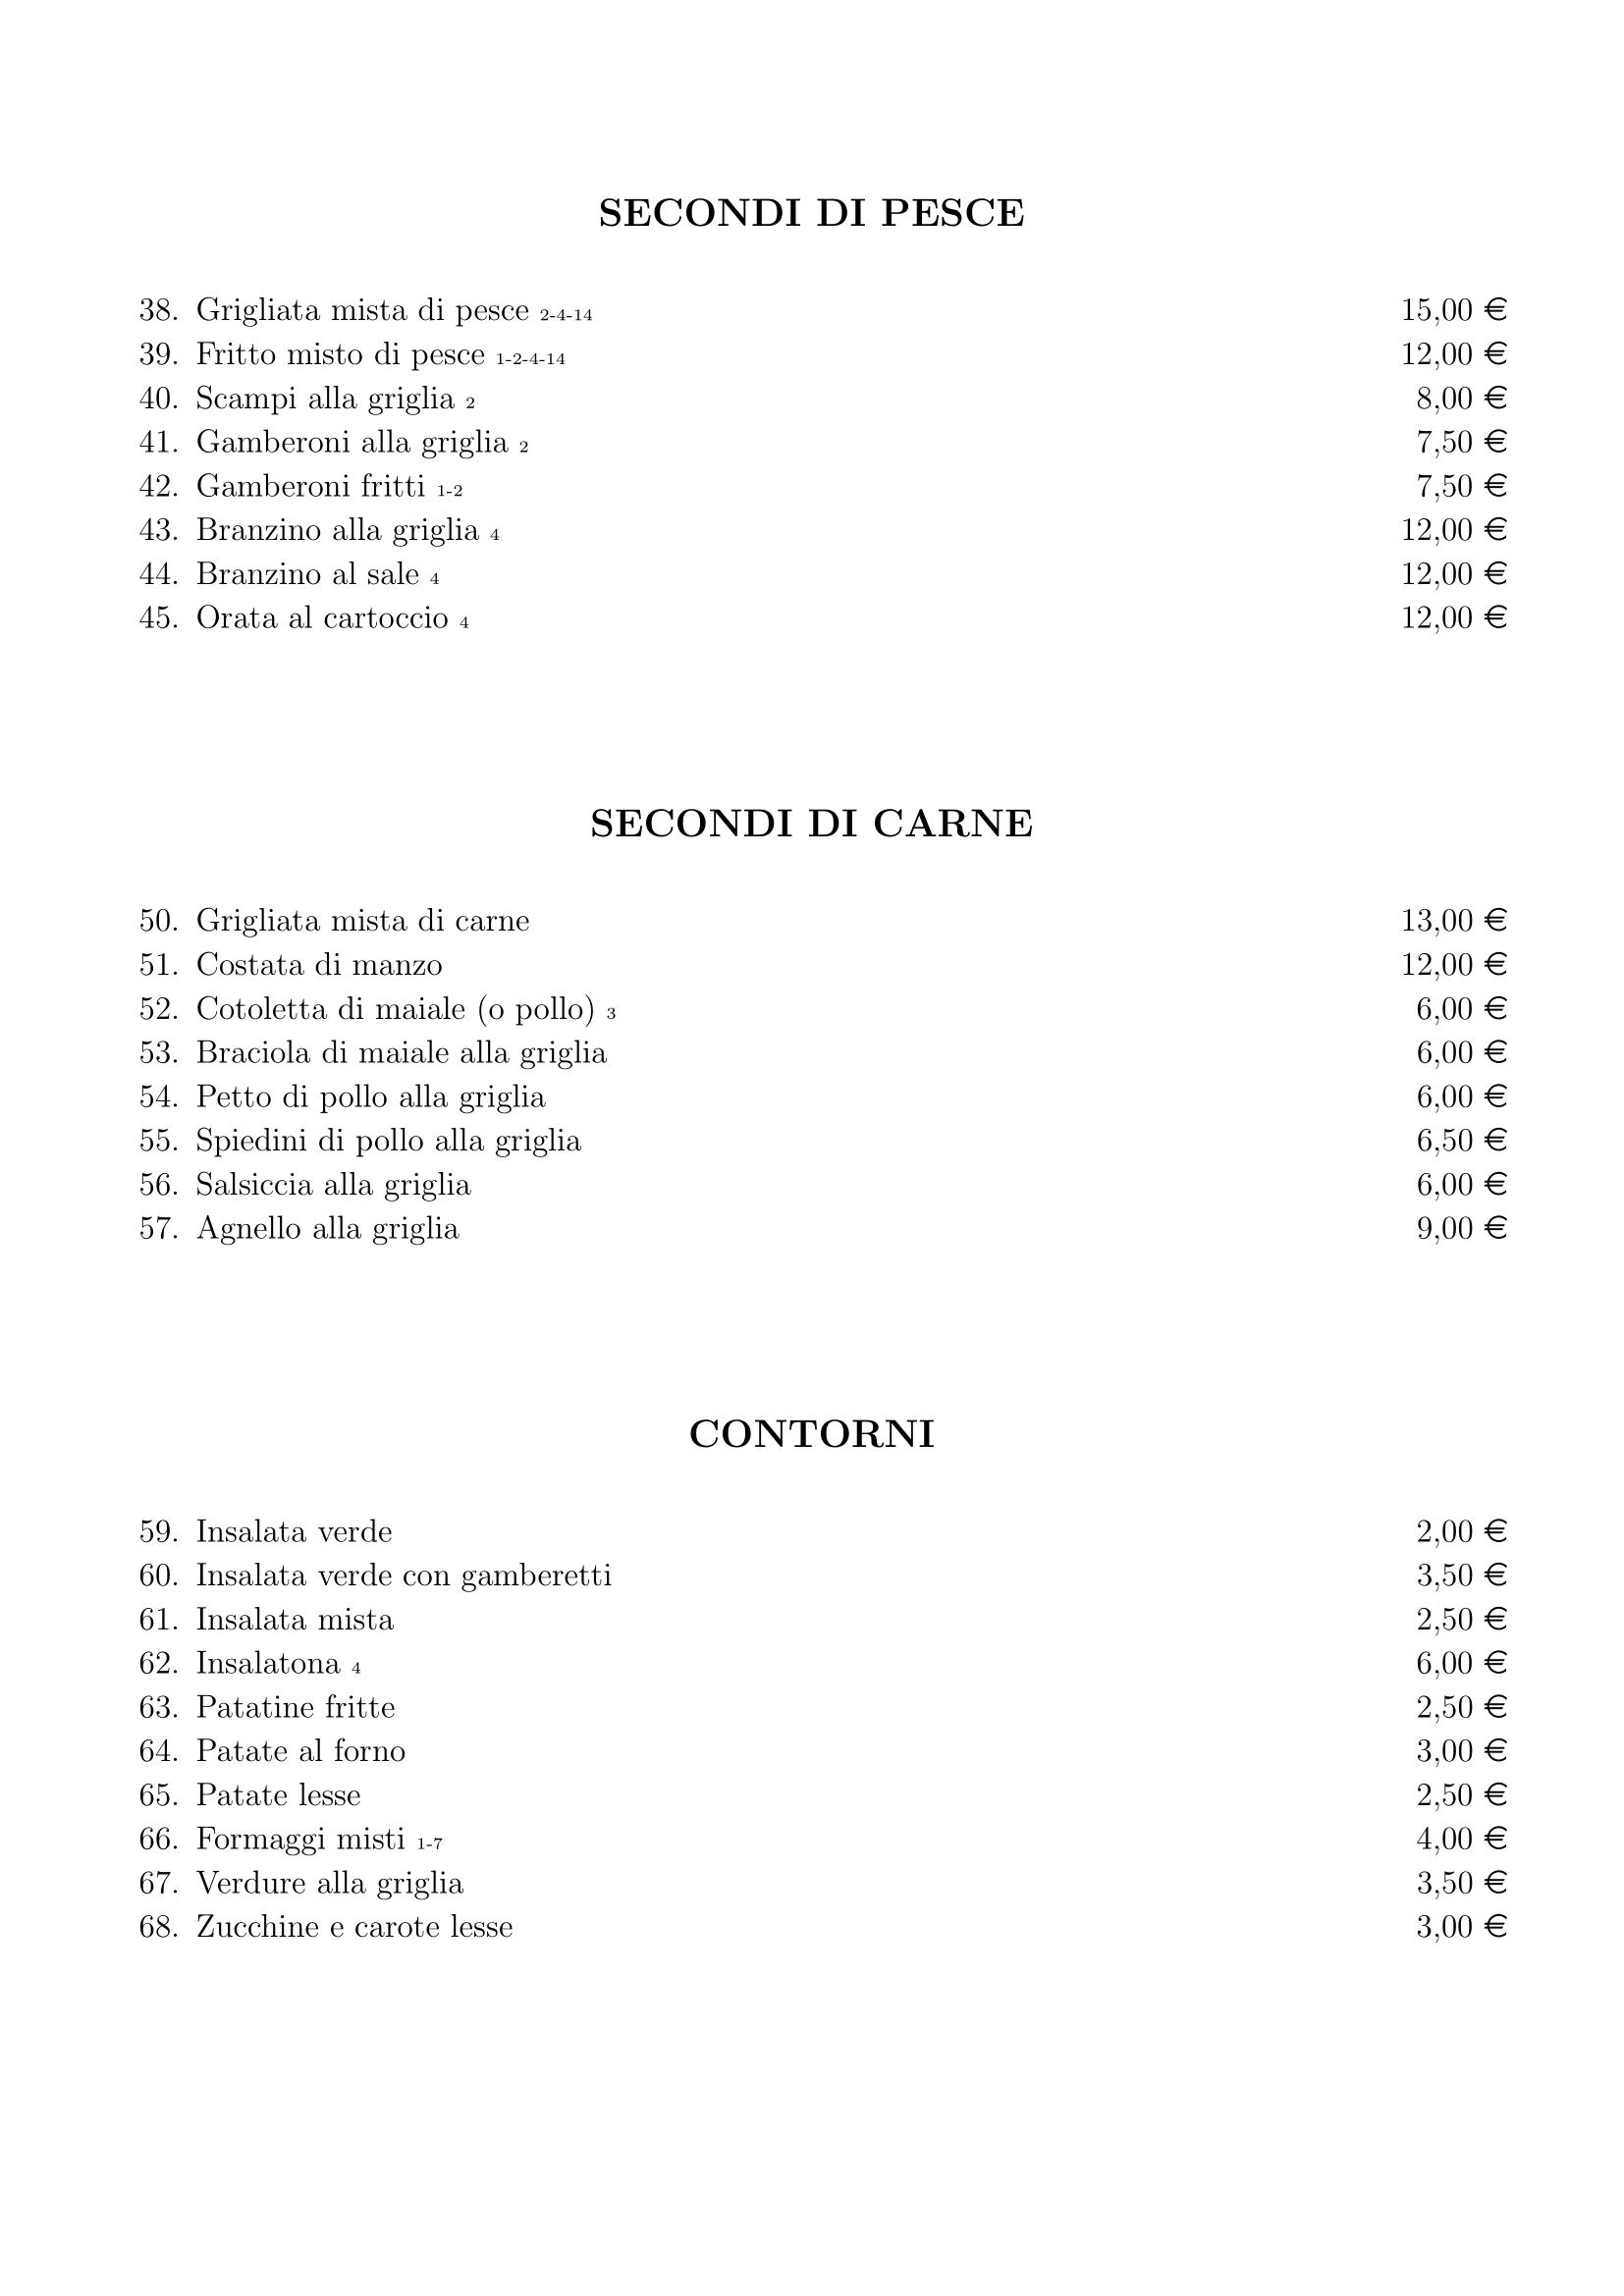 SECONDI DI PESCE
38. Grigliata mista di pesce 2-4-14 15,00 €
39. Fritto misto di pesce 1-2-4-14 12,00 €
40. Scampi alla griglia 2 8,00 €
41. Gamberoni alla griglia 2 7,50 €
42. Gamberoni fritti 1-2 7,50 €
43. Branzino alla griglia 4 12,00 €
44. Branzino al sale 4 12,00 €
45. Orata al cartoccio 4 12,00 €
SECONDI DI CARNE
50. Grigliata mista di carne 13,00 €
51. Costata di manzo 12,00 €
52. Cotoletta di maiale (o pollo) 3 6,00 €
53. Braciola di maiale alla griglia 6,00 €
54. Petto di pollo alla griglia 6,00 €
55. Spiedini di pollo alla griglia 6,50 €
56. Salsiccia alla griglia 6,00 €
57. Agnello alla griglia 9,00 €
CONTORNI
59. Insalata verde 2,00 €
60. Insalata verde con gamberetti 3,50 €
61. Insalata mista 2,50 €
62. Insalatona 4 6,00 €
63. Patatine fritte 2,50 €
64. Patate al forno 3,00 €
65. Patate lesse 2,50 €
66. Formaggi misti 1-7 4,00 €
67. Verdure alla griglia 3,50 €
68. Zucchine e carote lesse 3,00 €